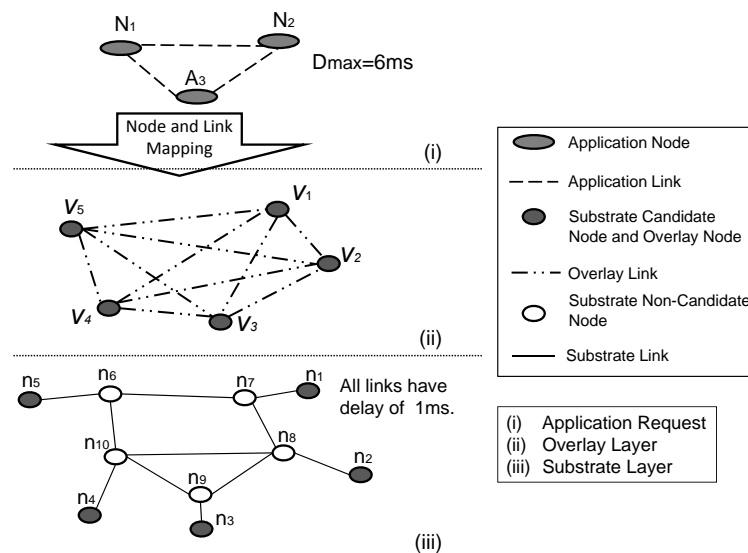 N1
N2
Dmax=6ms
A3
Node and Link
Mapping
(i)
V5
V1
V2
V4
V3
(ii)
n5
n6
n7
n1
All links have
delay of 1ms.
n10
n8
n2
n9
n4
n3
(iii)
Application Node
Application Link
Substrate Candidate
Node and Overlay Node
Overlay Link
Substrate Non-Candidate
Node
Substrate Link
(i) Application Request
(ii) Overlay Layer
(iii) Substrate Layer